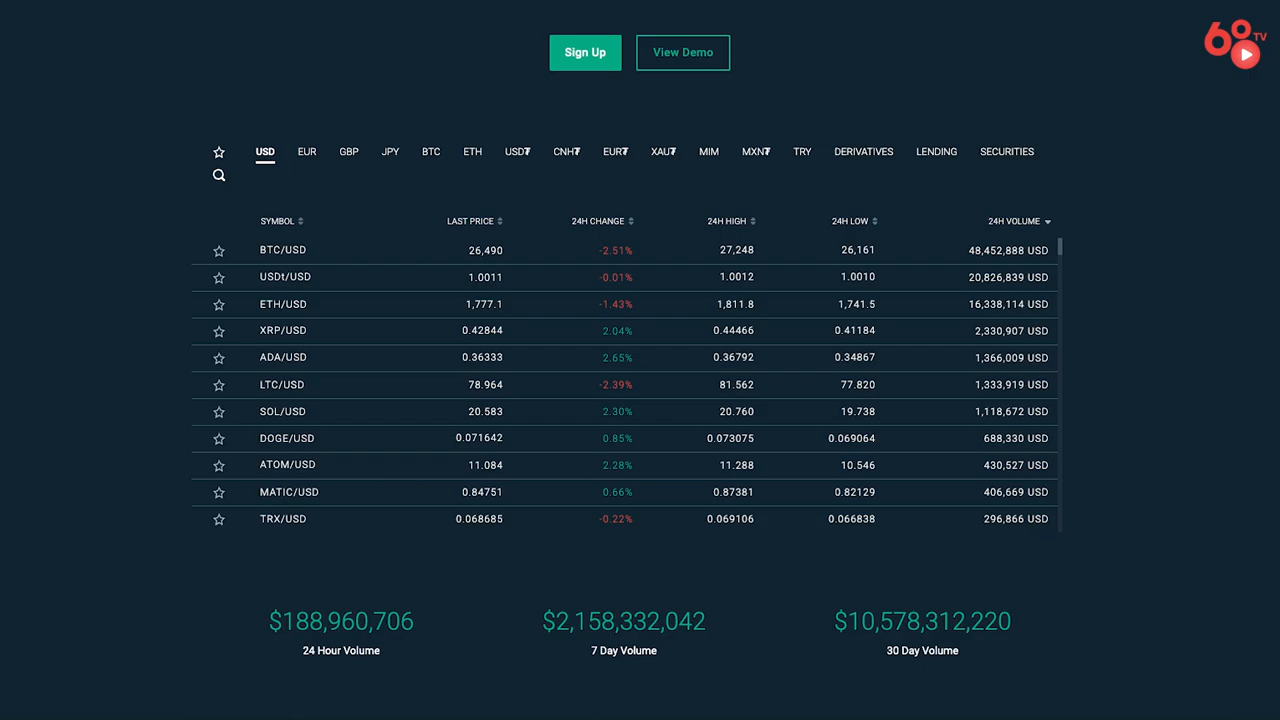 60 TV
Sign Up View Demo
USD EUR GBP JPY BTC ETH USD₮ CNH₮ EUR₮ XAU₮ MIM MXN₮ TRY DERIVATIVES LENDING SECURITIES
SYMBOL LAST PRICE 24H CHANGE 24H HIGH 24H LOW 24H VOLUME
BTC/USD 26,490 -2.51% 27,248 26,161 48,452,888 USD
USDt/USD 1.0011 -0.01% 1.0012 1.0010 20,826,839 USD
ETH/USD 1,777.1 -1.43% 1,811.8 1,741.5 16,338,114 USD
XRP/USD 0.42844 2.04% 0.44466 0.41184 2,330,907 USD
ADA/USD 0.36333 2.65% 0.36792 0.34867 1,366,009 USD
LTC/USD 78.964 -2.39% 81.562 77.820 1,333,919 USD
SOL/USD 20.583 2.30% 20.760 19.738 1,118,672 USD
DOGE/USD 0.071642 0.85% 0.073075 0.069064 688,330 USD
ATOM/USD 11.084 2.28% 11.288 10.546 430,527 USD
MATIC/USD 0.84751 0.66% 0.87381 0.82129 406,669 USD
TRX/USD 0.068685 -0.22% 0.069106 0.066838 296,866 USD
$188,960,706 $2,158,332,042 $10,578,312,220
24 Hour Volume 7 Day Volume 30 Day Volume